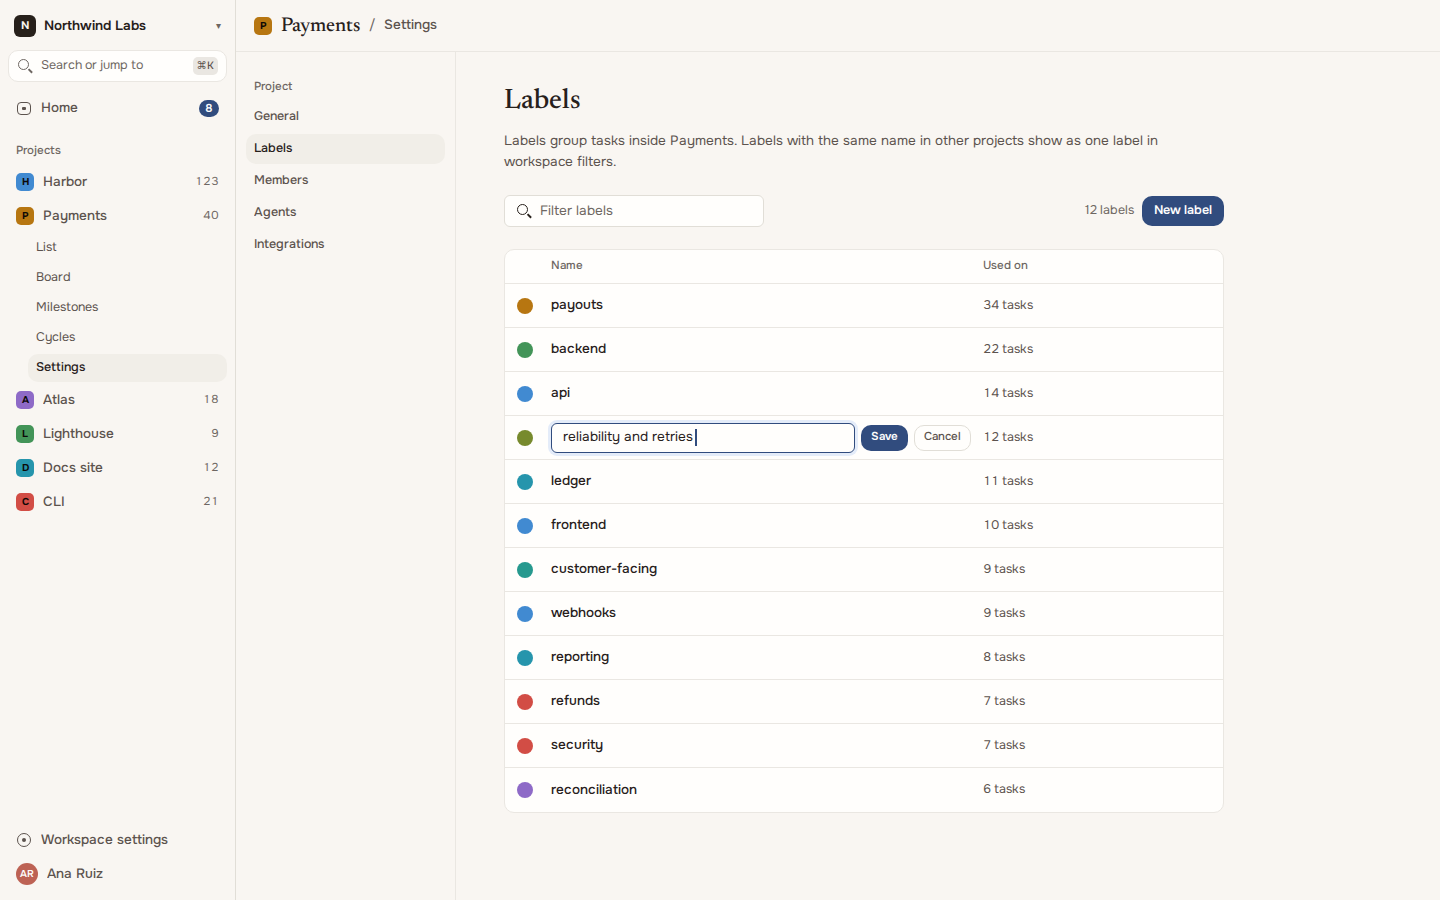 N Northwind Labs ▾
Search or jump to ⌘K
Home 8
Projects
H Harbor 123
P Payments 40
List
Board
Milestones
Cycles
Settings
A Atlas 18
L Lighthouse 9
D Docs site 12
C CLI 21
Workspace settings
AR Ana Ruiz
P Payments / Settings
Project
General
Labels
Members
Agents
Integrations
Labels
Labels group tasks inside Payments. Labels with the same name in other projects show as one label in
workspace filters.
Filter labels
12 labels New label
Name Used on
payouts 34 tasks
backend 22 tasks
api 14 tasks
reliability and retries Save Cancel 12 tasks
ledger 11 tasks
frontend 10 tasks
customer-facing 9 tasks
webhooks 9 tasks
reporting 8 tasks
refunds 7 tasks
security 7 tasks
reconciliation 6 tasks